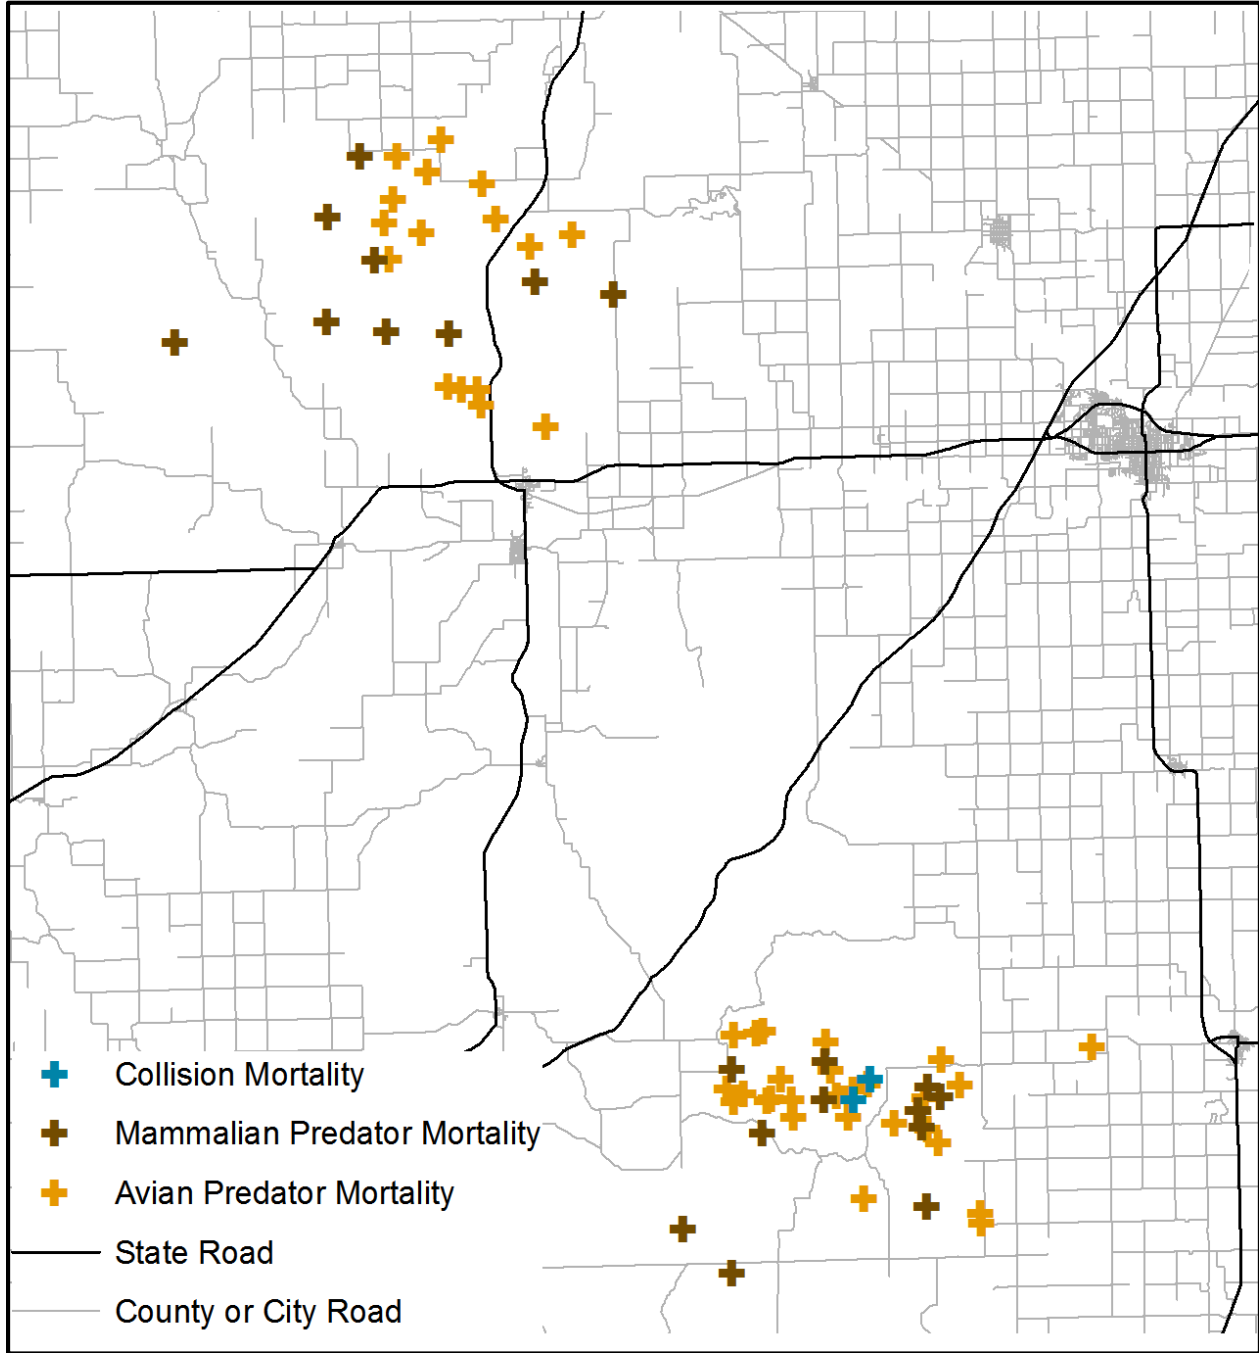 Collision Mortality
Mammalian Predator Mortality
Avian Predator Mortality
State Road
County or City Road